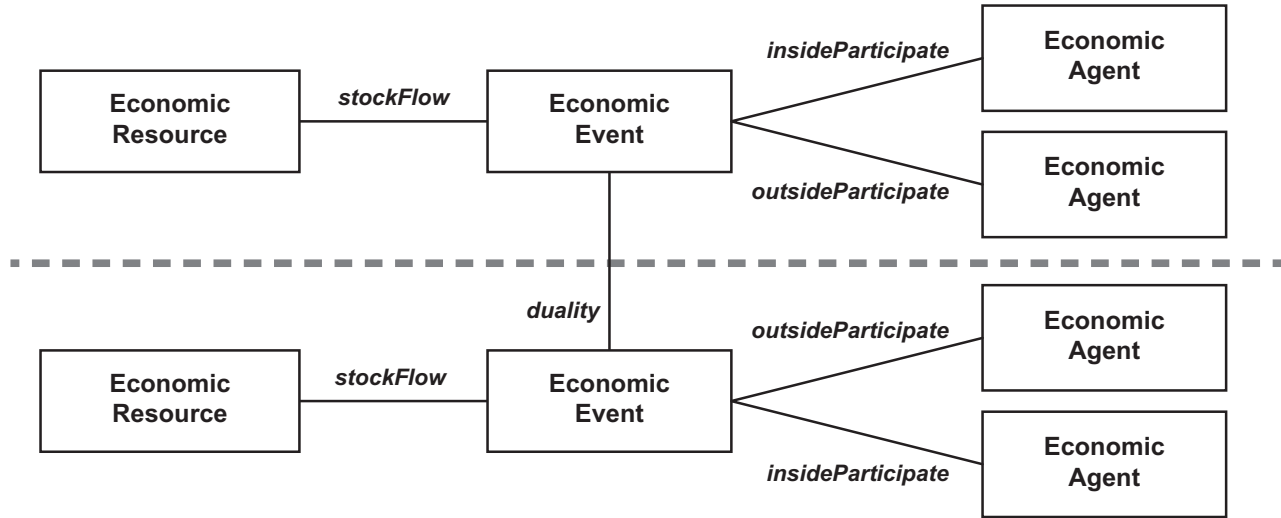 Economic
Resource
stockFlow
Economic
Event
insideParticipate
outsideParticipate
Economic
Agent
Economic
Agent
duality
Economic
Resource
stockFlow
Economic
Event
outsideParticipate
insideParticipate
Economic
Agent
Economic
Agent